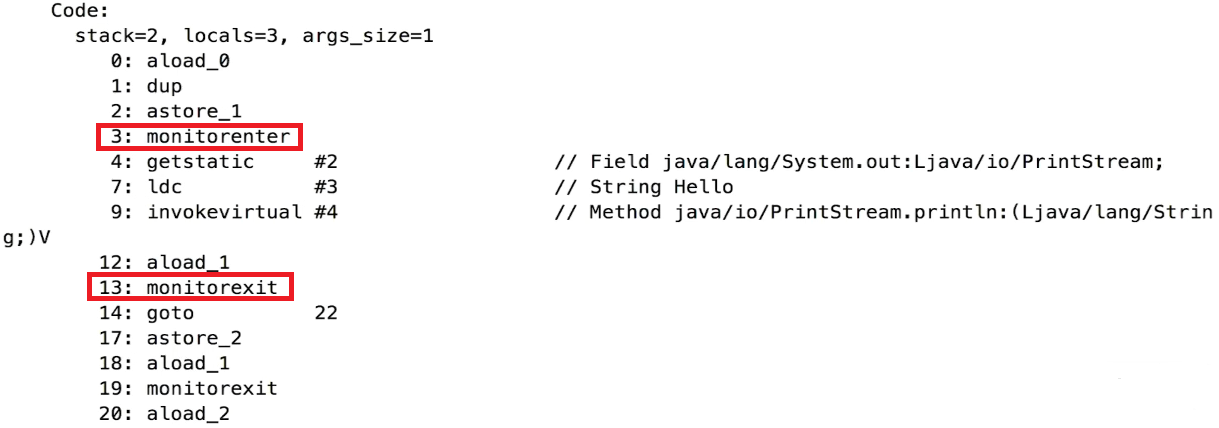 Code:
stack=2, locals=3, args_size=1
0: aload_0
1: dup
2: astore_1
3: monitorenter
4: getstatic #2 // Field java/lang/System.out:Ljava/io/PrintStream;
7: ldc #3 // String Hello
9: invokevirtual #4 // Method java/io/PrintStream.println:(Ljava/lang/Strin
g;)V
12: aload_1
13: monitorexit
14: goto 22
17: astore_2
18: aload_1
19: monitorexit
20: aload_2